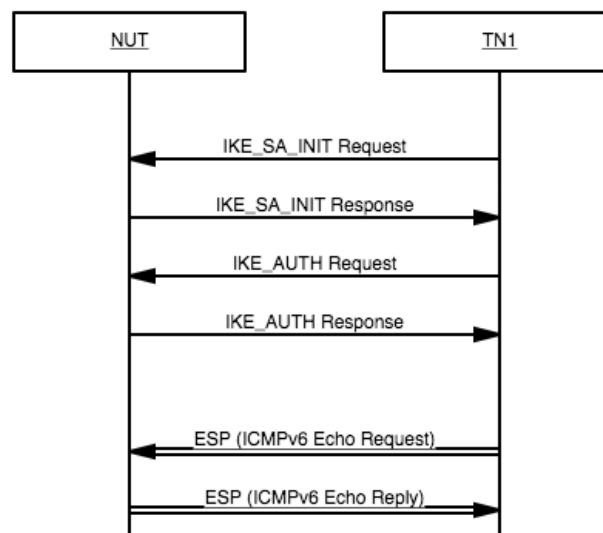 NUT
TN1
IKE_SA_INIT Request
IKE_SA_INIT Response
IKE_AUTH Request
IKE_AUTH Response
ESP (ICMPv6 Echo Request)
ESP (ICMPv6 Echo Reply)